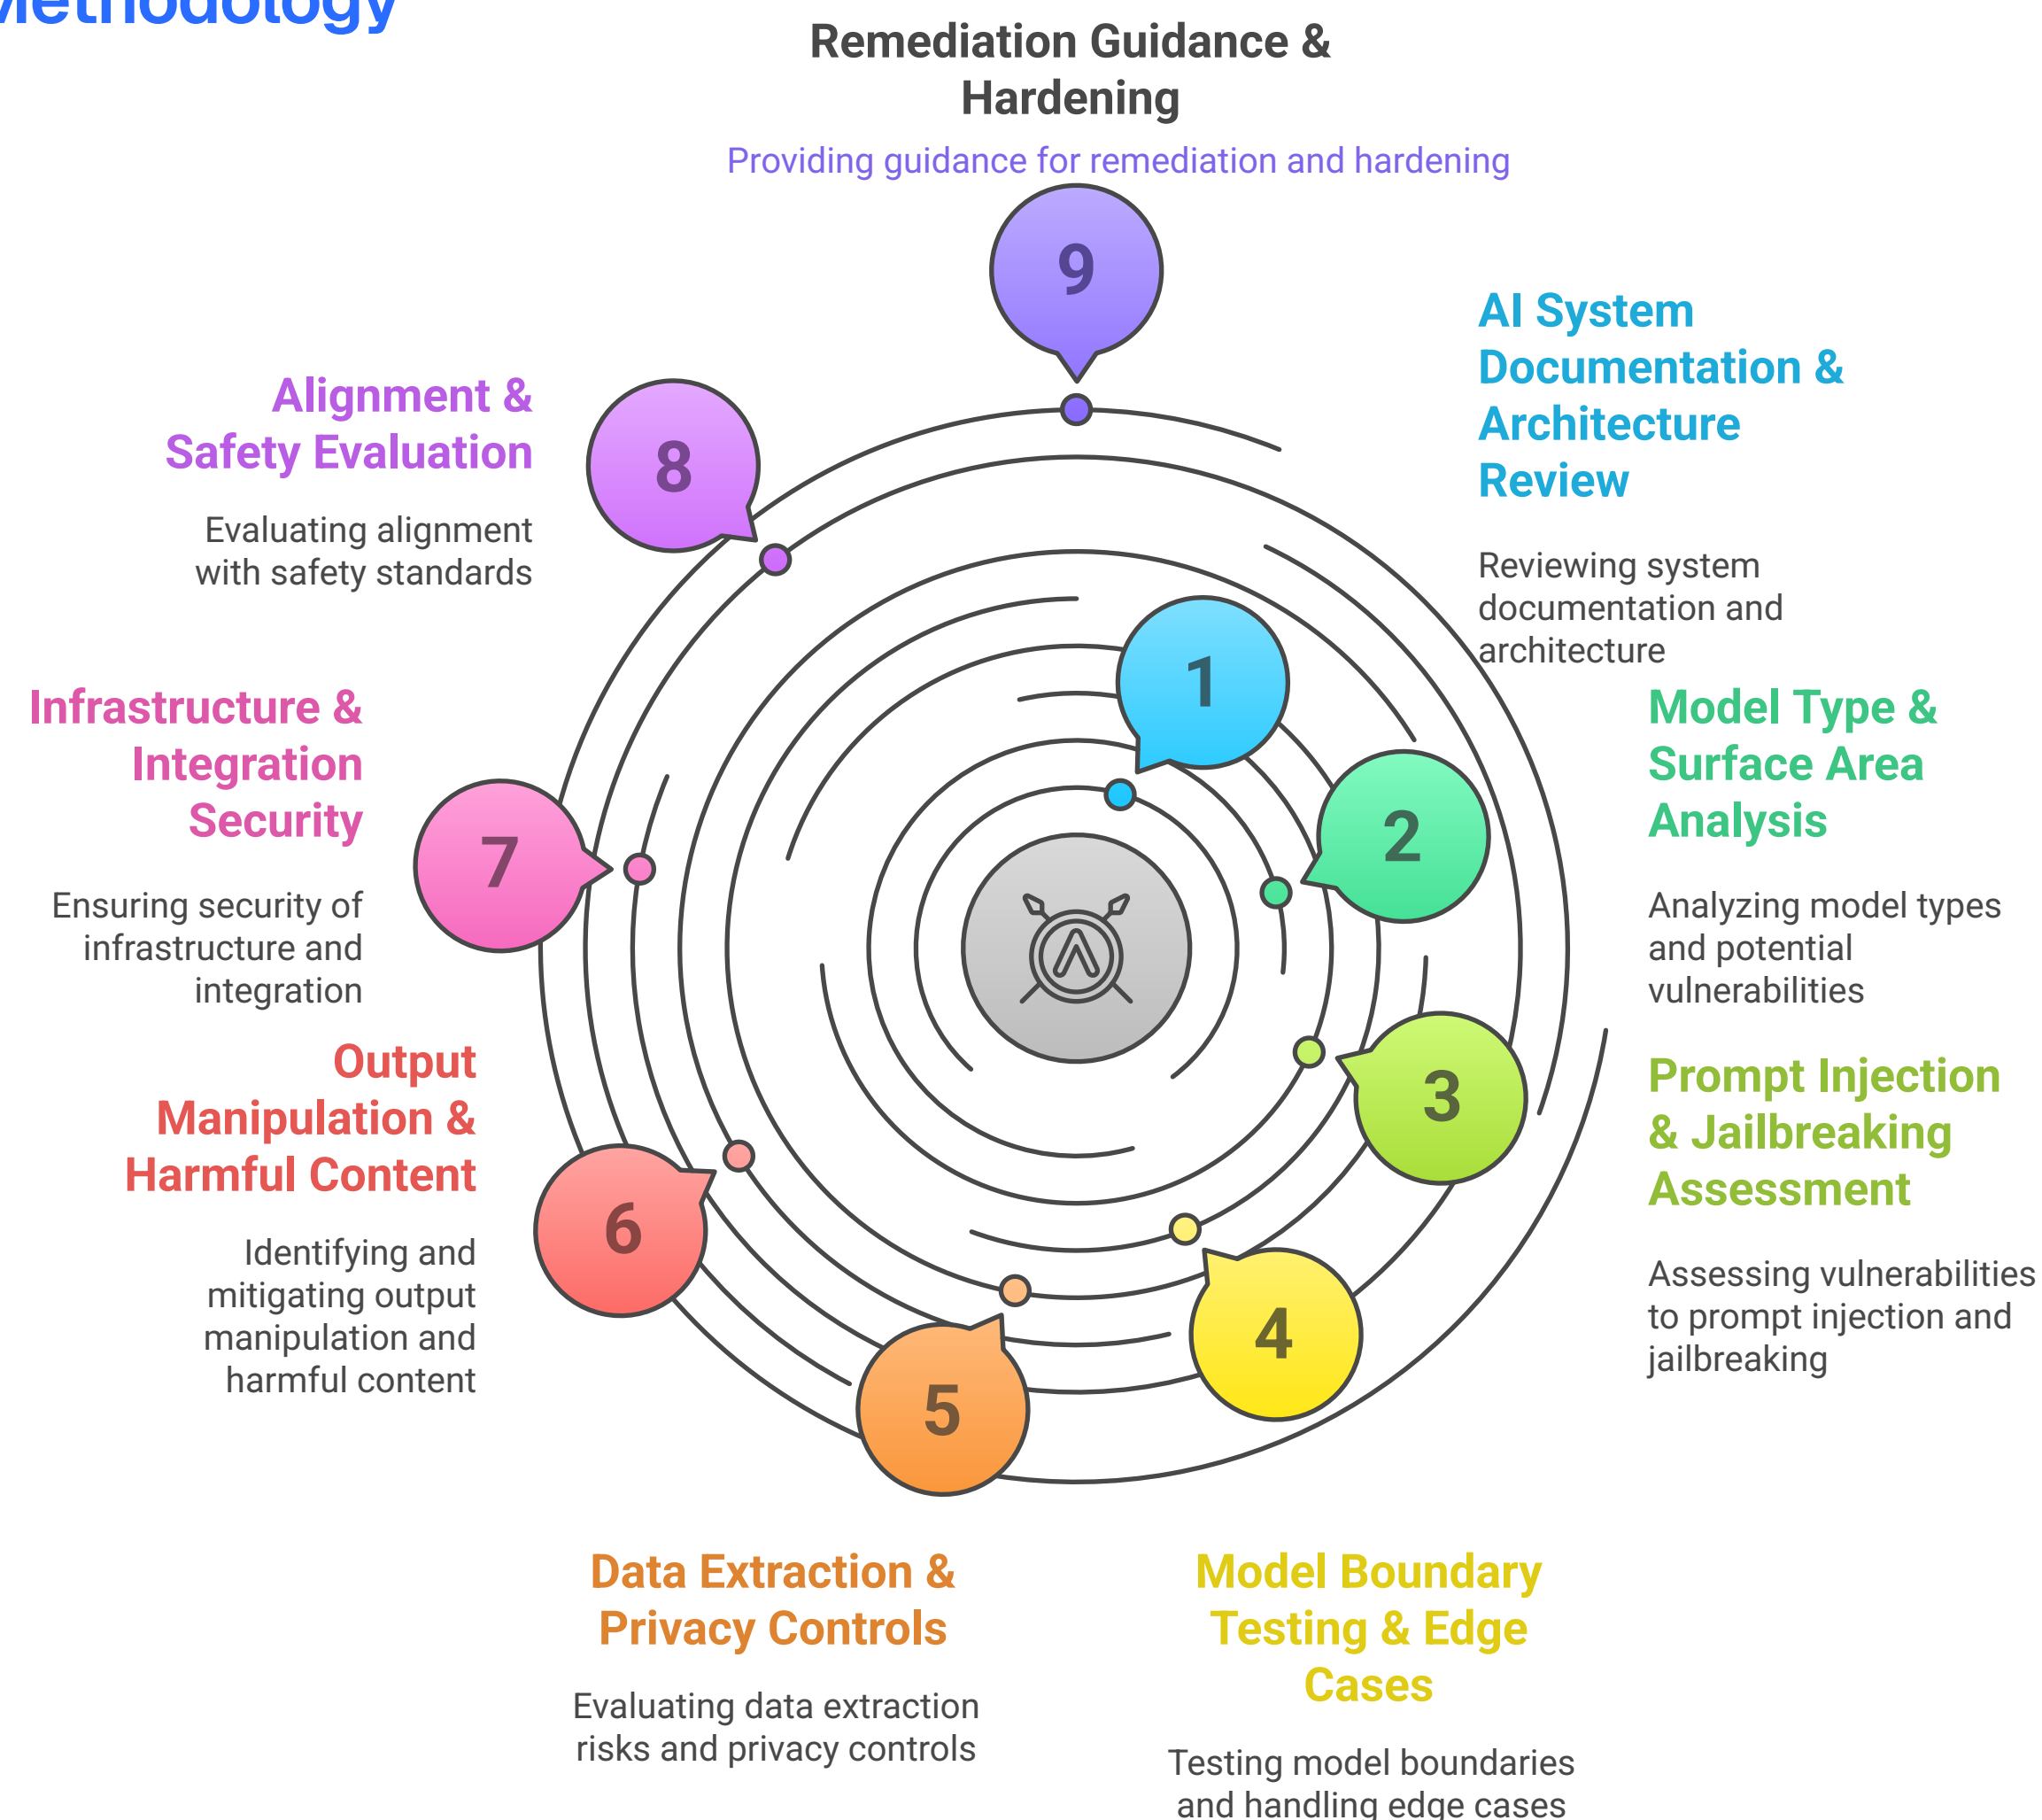 Methodology
Remediation Guidance &
Hardening
Providing guidance for remediation and hardening
9
AI System
Documentation &
Architecture
Review
Reviewing system
documentation and
architecture
1
Model Type &
Surface Area
Analysis
Analyzing model types
and potential
vulnerabilities
2
Prompt Injection
& Jailbreaking
Assessment
Assessing vulnerabilities
to prompt injection and
jailbreaking
3
Model Boundary
Testing & Edge
Cases
Testing model boundaries
and handling edge cases
4
Data Extraction &
Privacy Controls
Evaluating data extraction
risks and privacy controls
5
Output
Manipulation &
Harmful Content
Identifying and
mitigating output
manipulation and
harmful content
6
Infrastructure &
Integration
Security
Ensuring security of
infrastructure and
integration
7
Alignment &
Safety Evaluation
Evaluating alignment
with safety standards
8